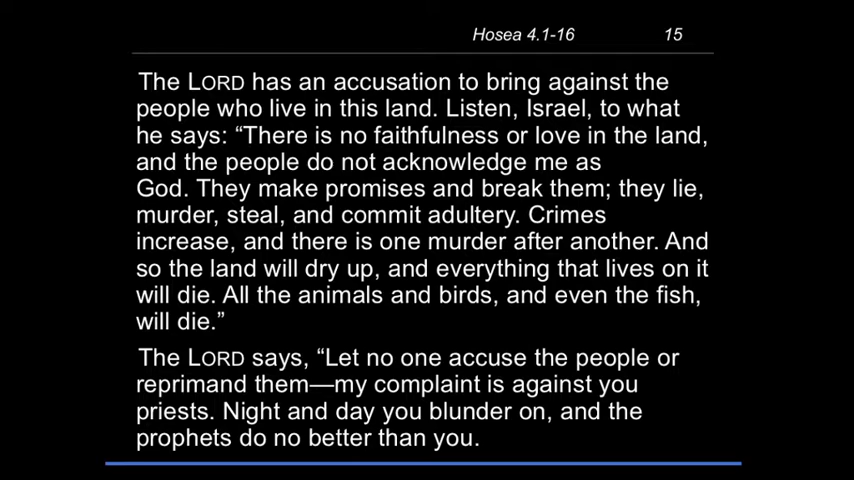 Hosea 4.1-16 15
The LORD has an accusation to bring against the
people who live in this land. Listen, Israel, to what
he says: “There is no faithfulness or love in the land,
and the people do not acknowledge me as
God. They make promises and break them; they lie,
murder, steal, and commit adultery. Crimes
increase, and there is one murder after another. And
so the land will dry up, and everything that lives on it
will die. All the animals and birds, and even the fish,
will die.”
The LORD says, “Let no one accuse the people or
reprimand them—my complaint is against you
priests. Night and day you blunder on, and the
prophets do no better than you.